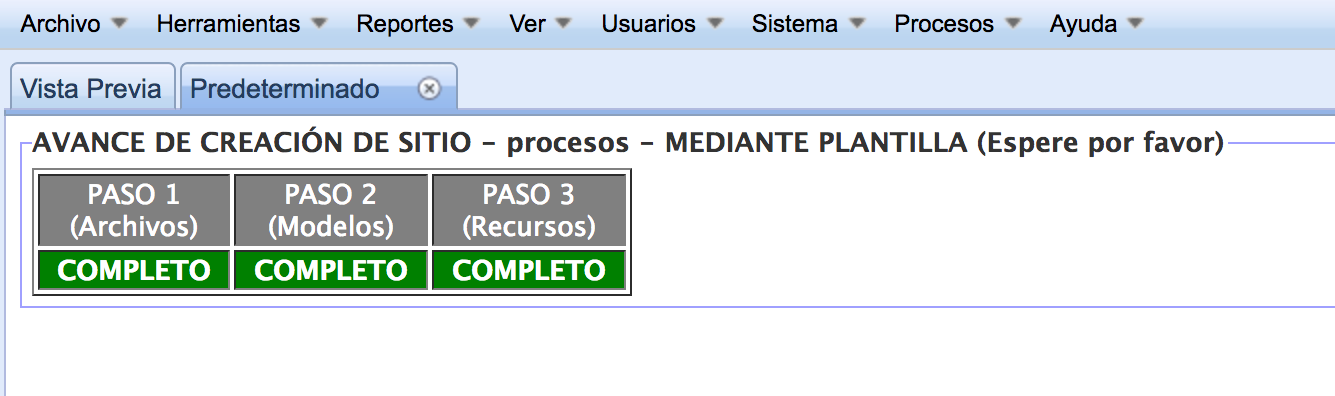 Archivo Herramientas Reportes Ver Usuarios Sistema Procesos Ayuda
Vista Previa Predeterminado
AVANCE DE CREACIÓN DE SITIO - procesos - MEDIANTE PLANTILLA (Espere por favor)
PASO 1 PASO 2 PASO 3
(Archivos) (Modelos) (Recursos)
COMPLETO COMPLETO COMPLETO